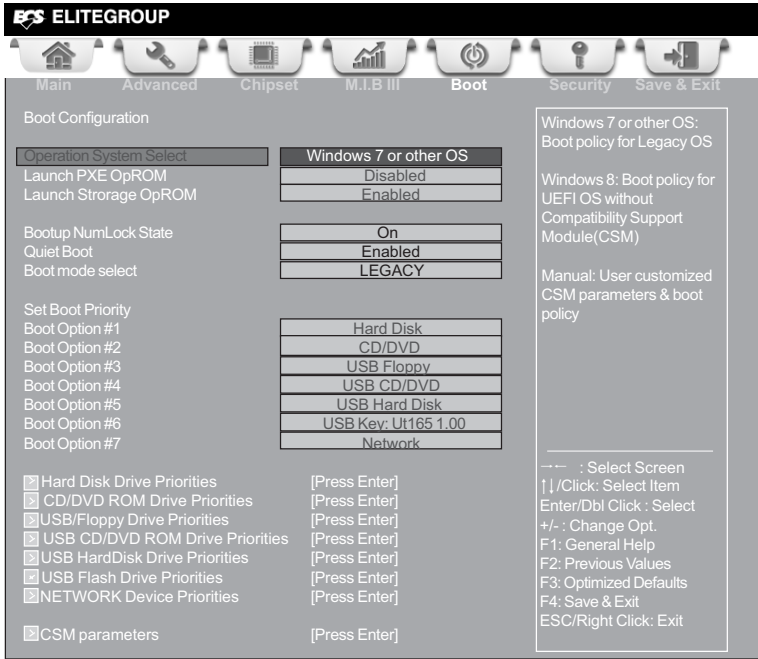 ECS ELITEGROUP
Main Advanced Chipset M.I.B III Boot Security Save & Exit
Boot Configuration
Operation System Select Windows 7 or other OS
Launch PXE OpROM Disabled
Launch Strorage OpROM Enabled
Bootup NumLock State On
Quiet Boot Enabled
Boot mode select LEGACY
Set Boot Priority
Boot Option #1 Hard Disk
Boot Option #2 CD/DVD
Boot Option #3 USB Floppy
Boot Option #4 USB CD/DVD
Boot Option #5 USB Hard Disk
Boot Option #6 USB Key: Ut165 1.00
Boot Option #7 Network
Hard Disk Drive Priorities [Press Enter]
CD/DVD ROM Drive Priorities [Press Enter]
USB/Floppy Drive Priorities [Press Enter]
USB CD/DVD ROM Drive Priorities [Press Enter]
USB HardDisk Drive Priorities [Press Enter]
USB Flash Drive Priorities [Press Enter]
NETWORK Device Priorities [Press Enter]
CSM parameters [Press Enter]
Windows 7 or other OS:
Boot policy for Legacy OS
Windows 8: Boot policy for
UEFI OS without
Compatibility Support
Module(CSM)
Manual: User customized
CSM parameters & boot
policy
→← : Select Screen
↑↓/Click: Select Item
Enter/Dbl Click : Select
+/- : Change Opt.
F1: General Help
F2: Previous Values
F3: Optimized Defaults
F4: Save & Exit
ESC/Right Click: Exit